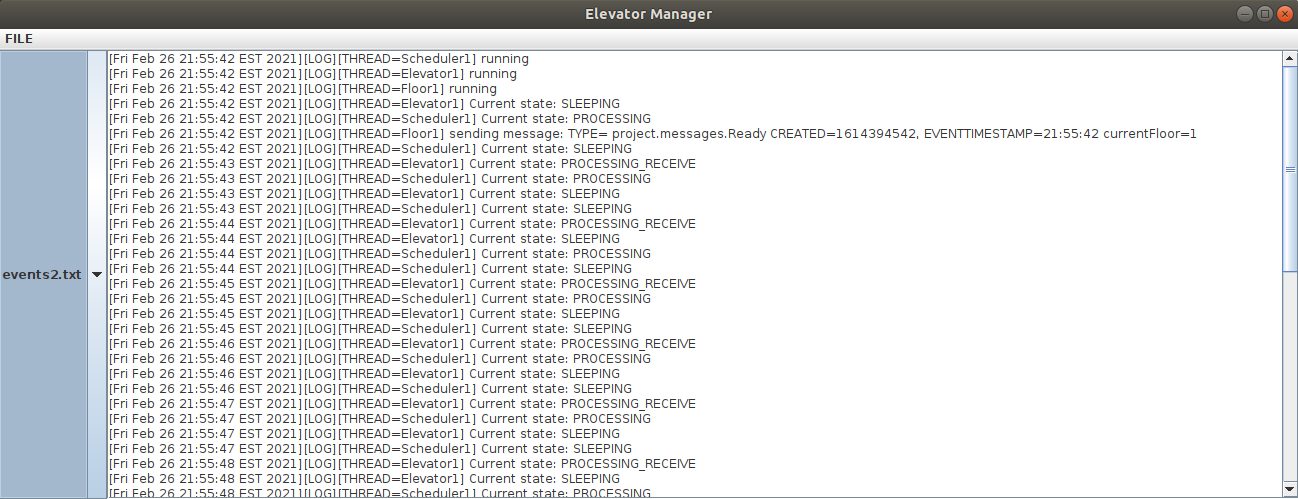 Elevator Manager
FILE
events2.txt
[Fri Feb 26 21:55:42 EST 2021][LOG][THREAD=Scheduler1] running
[Fri Feb 26 21:55:42 EST 2021][LOG][THREAD=Elevator1] running
[Fri Feb 26 21:55:42 EST 2021][LOG][THREAD=Floor1] running
[Fri Feb 26 21:55:42 EST 2021][LOG][THREAD=Elevator1] Current state: SLEEPING
[Fri Feb 26 21:55:42 EST 2021][LOG][THREAD=Scheduler1] Current state: PROCESSING
[Fri Feb 26 21:55:42 EST 2021][LOG][THREAD=Floor1] sending message: TYPE= project.messages.Ready CREATED=1614394542, EVENTTIMESTAMP=21:55:42 currentFloor=1
[Fri Feb 26 21:55:42 EST 2021][LOG][THREAD=Scheduler1] Current state: SLEEPING
[Fri Feb 26 21:55:43 EST 2021][LOG][THREAD=Elevator1] Current state: PROCESSING_RECEIVE
[Fri Feb 26 21:55:43 EST 2021][LOG][THREAD=Scheduler1] Current state: PROCESSING
[Fri Feb 26 21:55:43 EST 2021][LOG][THREAD=Elevator1] Current state: SLEEPING
[Fri Feb 26 21:55:43 EST 2021][LOG][THREAD=Scheduler1] Current state: SLEEPING
[Fri Feb 26 21:55:44 EST 2021][LOG][THREAD=Elevator1] Current state: PROCESSING_RECEIVE
[Fri Feb 26 21:55:44 EST 2021][LOG][THREAD=Elevator1] Current state: SLEEPING
[Fri Feb 26 21:55:44 EST 2021][LOG][THREAD=Scheduler1] Current state: PROCESSING
[Fri Feb 26 21:55:44 EST 2021][LOG][THREAD=Scheduler1] Current state: SLEEPING
[Fri Feb 26 21:55:45 EST 2021][LOG][THREAD=Elevator1] Current state: PROCESSING_RECEIVE
[Fri Feb 26 21:55:45 EST 2021][LOG][THREAD=Scheduler1] Current state: PROCESSING
[Fri Feb 26 21:55:45 EST 2021][LOG][THREAD=Elevator1] Current state: SLEEPING
[Fri Feb 26 21:55:45 EST 2021][LOG][THREAD=Scheduler1] Current state: SLEEPING
[Fri Feb 26 21:55:46 EST 2021][LOG][THREAD=Elevator1] Current state: PROCESSING_RECEIVE
[Fri Feb 26 21:55:46 EST 2021][LOG][THREAD=Scheduler1] Current state: PROCESSING
[Fri Feb 26 21:55:46 EST 2021][LOG][THREAD=Elevator1] Current state: SLEEPING
[Fri Feb 26 21:55:46 EST 2021][LOG][THREAD=Scheduler1] Current state: SLEEPING
[Fri Feb 26 21:55:47 EST 2021][LOG][THREAD=Elevator1] Current state: PROCESSING_RECEIVE
[Fri Feb 26 21:55:47 EST 2021][LOG][THREAD=Scheduler1] Current state: PROCESSING
[Fri Feb 26 21:55:47 EST 2021][LOG][THREAD=Elevator1] Current state: SLEEPING
[Fri Feb 26 21:55:47 EST 2021][LOG][THREAD=Scheduler1] Current state: SLEEPING
[Fri Feb 26 21:55:48 EST 2021][LOG][THREAD=Elevator1] Current state: PROCESSING_RECEIVE
[Fri Feb 26 21:55:48 EST 2021][LOG][THREAD=Elevator1] Current state: SLEEPING
[Fri Feb 26 21:55:48 EST 2021][LOG][THREAD=Scheduler1] Current state: PROCESSING